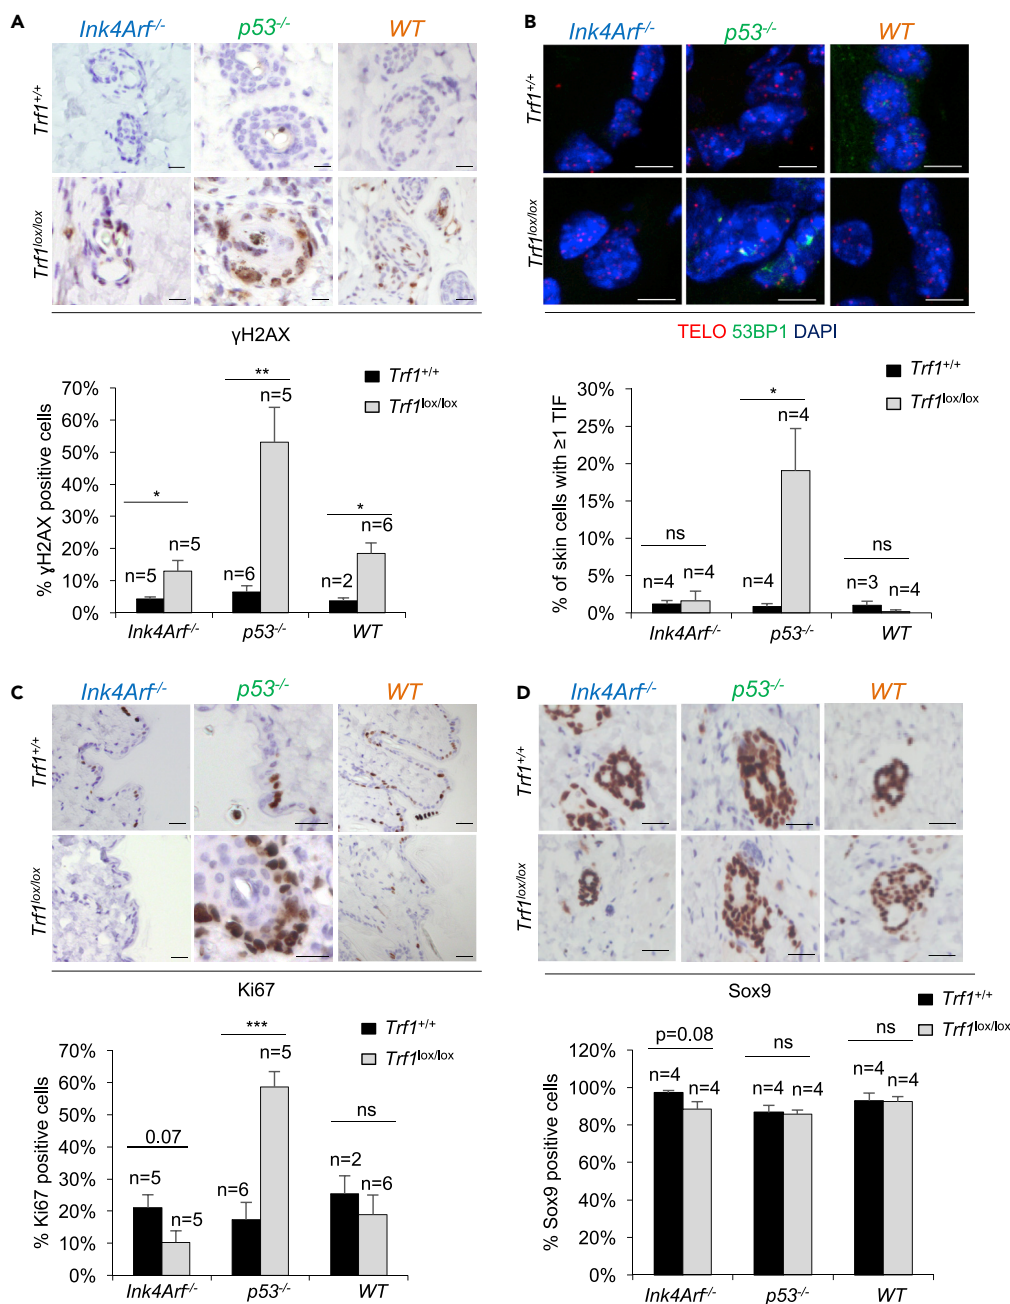 A
Ink4Arf-/- p53-/- WT
Trf1+/+
Trf1lox/lox
γH2AX
Trf1+/+
Trf1lox/lox
% γH2AX positive cells
70%
60%
50%
40%
30%
20%
10%
0%
* ** *
n=5 n=5 n=6 n=5 n=2 n=6
Ink4Arf-/- p53-/- WT
B
Ink4Arf-/- p53-/- WT
Trf1+/+
Trf1lox/lox
TELO 53BP1 DAPI
Trf1+/+
Trf1lox/lox
% of skin cells with ≥1 TIF
30%
25%
20%
15%
10%
5%
0%
ns * ns
n=4 n=4 n=4 n=4 n=3 n=4
Ink4Arf-/- p53-/- WT
C
Ink4Arf-/- p53-/- WT
Trf1+/+
Trf1lox/lox
Ki67
Trf1+/+
Trf1lox/lox
% Ki67 positive cells
70%
60%
50%
40%
30%
20%
10%
0%
0.07 *** ns
n=5 n=5 n=6 n=5 n=2 n=6
Ink4Arf-/- p53-/- WT
D
Ink4Arf-/- p53-/- WT
Trf1+/+
Trf1lox/lox
Sox9
Trf1+/+
Trf1lox/lox
% Sox9 positive cells
120%
100%
80%
60%
40%
20%
0%
p=0.08 ns ns
n=4 n=4 n=4 n=4 n=4 n=4
Ink4Arf-/- p53-/- WT